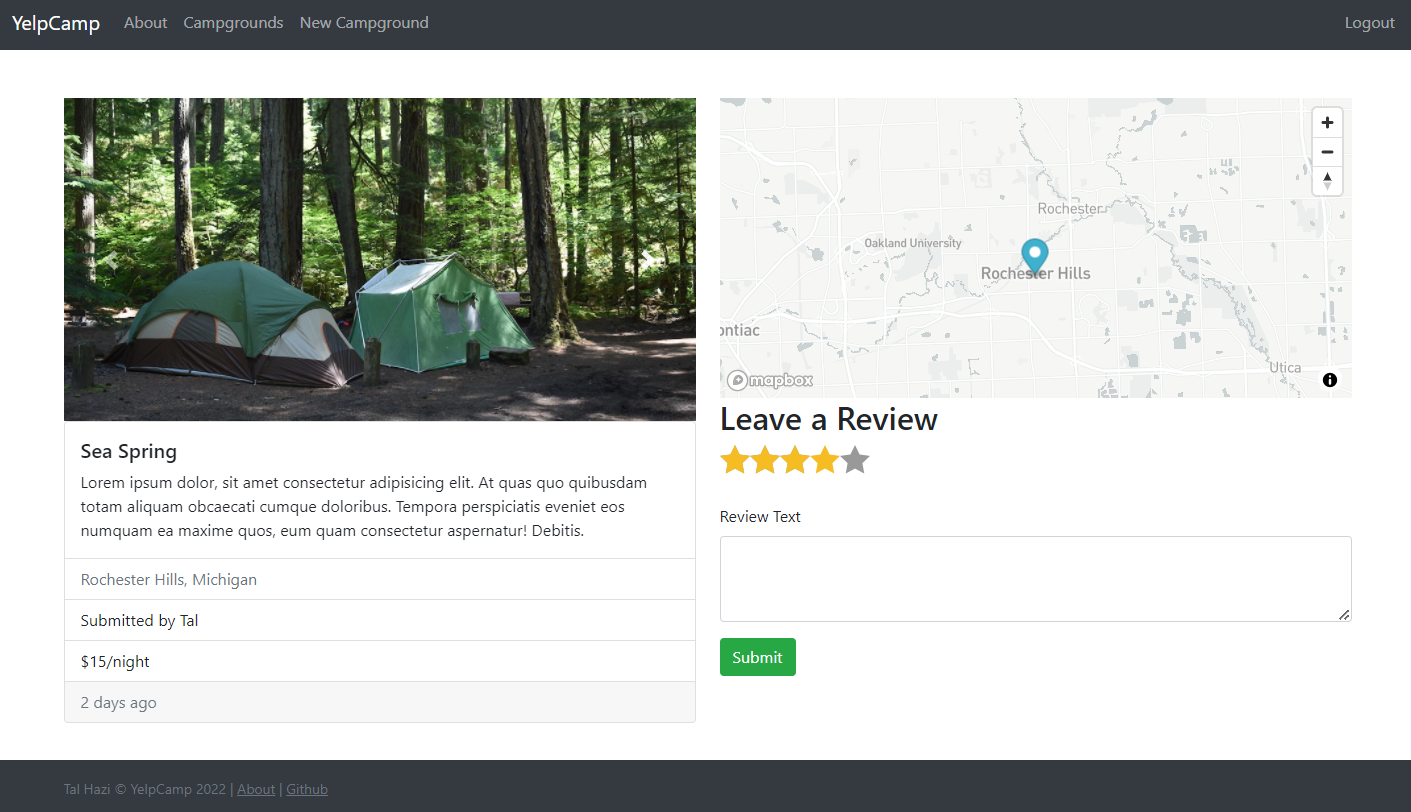 YelpCamp About Campgrounds New Campground Logout
Rochester
Oakland University
Rochester Hills
ontiac
Utica
mapbox
Sea Spring
Lorem ipsum dolor, sit amet consectetur adipisicing elit. At quas quo quibusdam
totam aliquam obcaecati cumque doloribus. Tempora perspiciatis eveniet eos
numquam ea maxime quos, eum quam consectetur aspernatur! Debitis.
Rochester Hills, Michigan
Submitted by Tal
$15/night
2 days ago
Leave a Review
Review Text
Submit
Tal Hazi © YelpCamp 2022 | About | Github